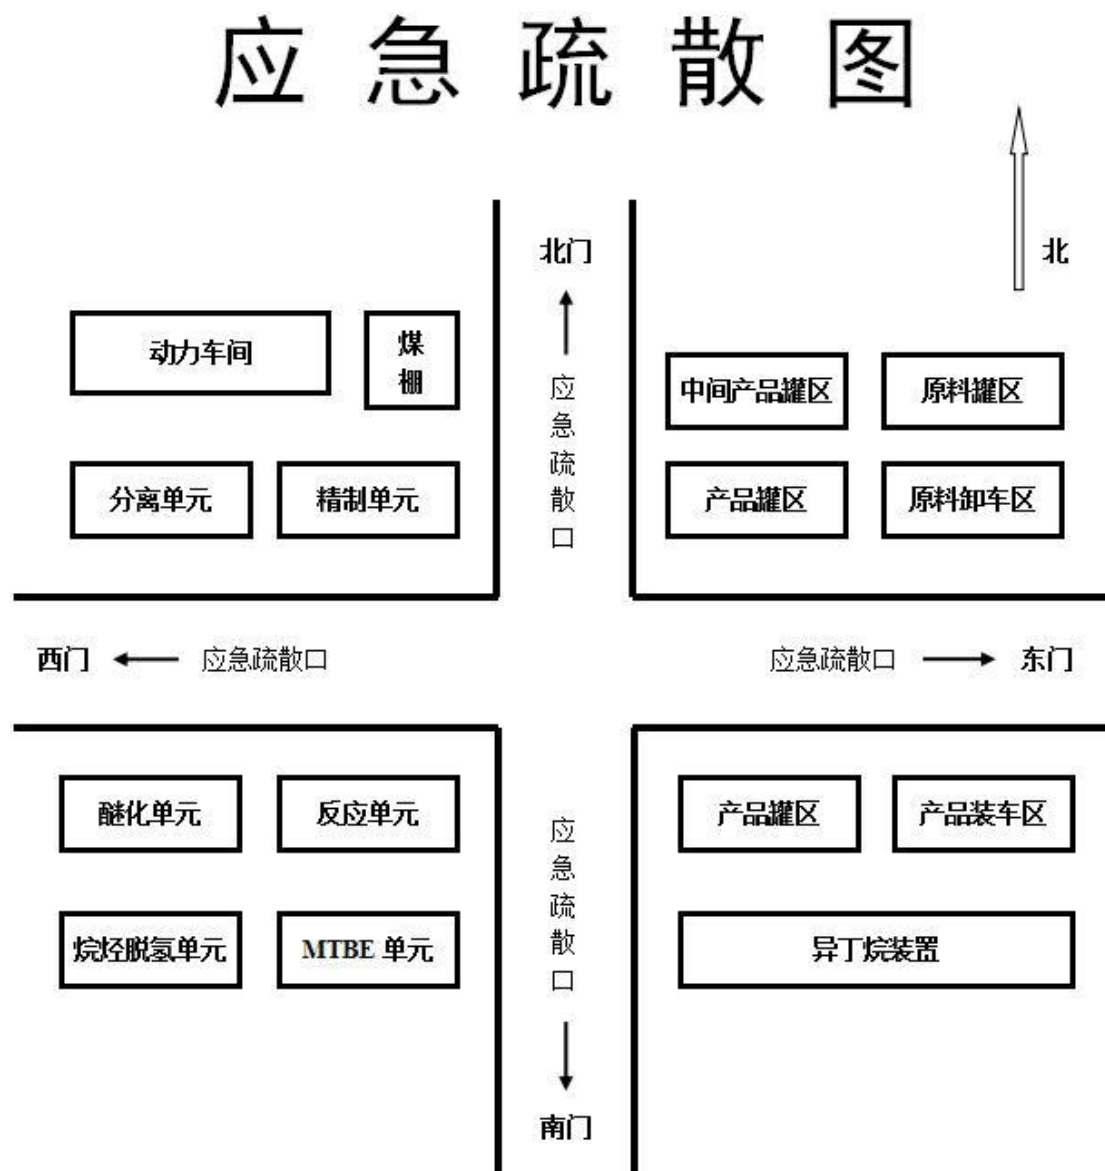 应急疏散图
北门
北
动力车间
煤
棚
应
急
疏
散
口
中间产品罐区
原料罐区
分离单元
精制单元
产品罐区
原料卸车区
西门
应急疏散口
应急疏散口
东门
醚化单元
反应单元
应
急
疏
散
口
产品罐区
产品装车区
烷烃脱氢单元
MTBE 单元
异丁烷装置
南门